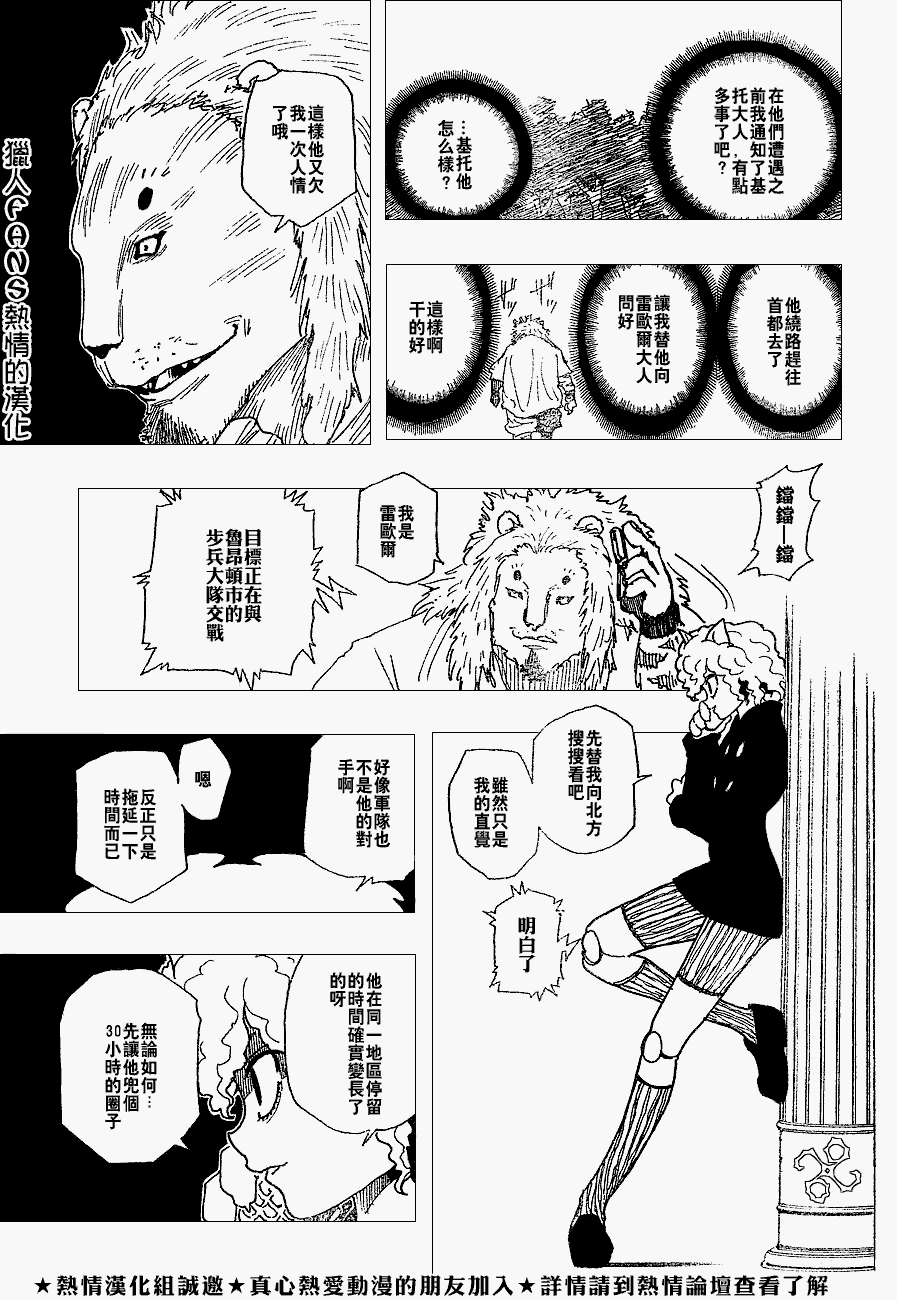 在他們遭遇之
前我通知了基
托大人，有點
多事了吧？
…基托他
怎么樣？
這樣他又欠
我一次人情
了哦
他繞路趕往
首都去了
讓我替他向
雷歐爾大人
問好
這樣啊
干的好
鐺鐺—鐺
我是
雷歐爾
目標正在與
魯昂頓市的
步兵大隊交戰
先替我向北方
搜搜看吧
雖然只是
我的直覺
明白了
好像軍隊也
不是他的對
手啊
嗯
反正只是
拖延一下
時間而已
他在同一地區停留
的時間確實變長了
的呀
無論如何…
先讓他兜個
30小時的圈子
獵人FANS熱情的漢化
★熱情漢化組誠邀★真心熱愛動漫的朋友加入★詳情請到熱情論壇查看了解